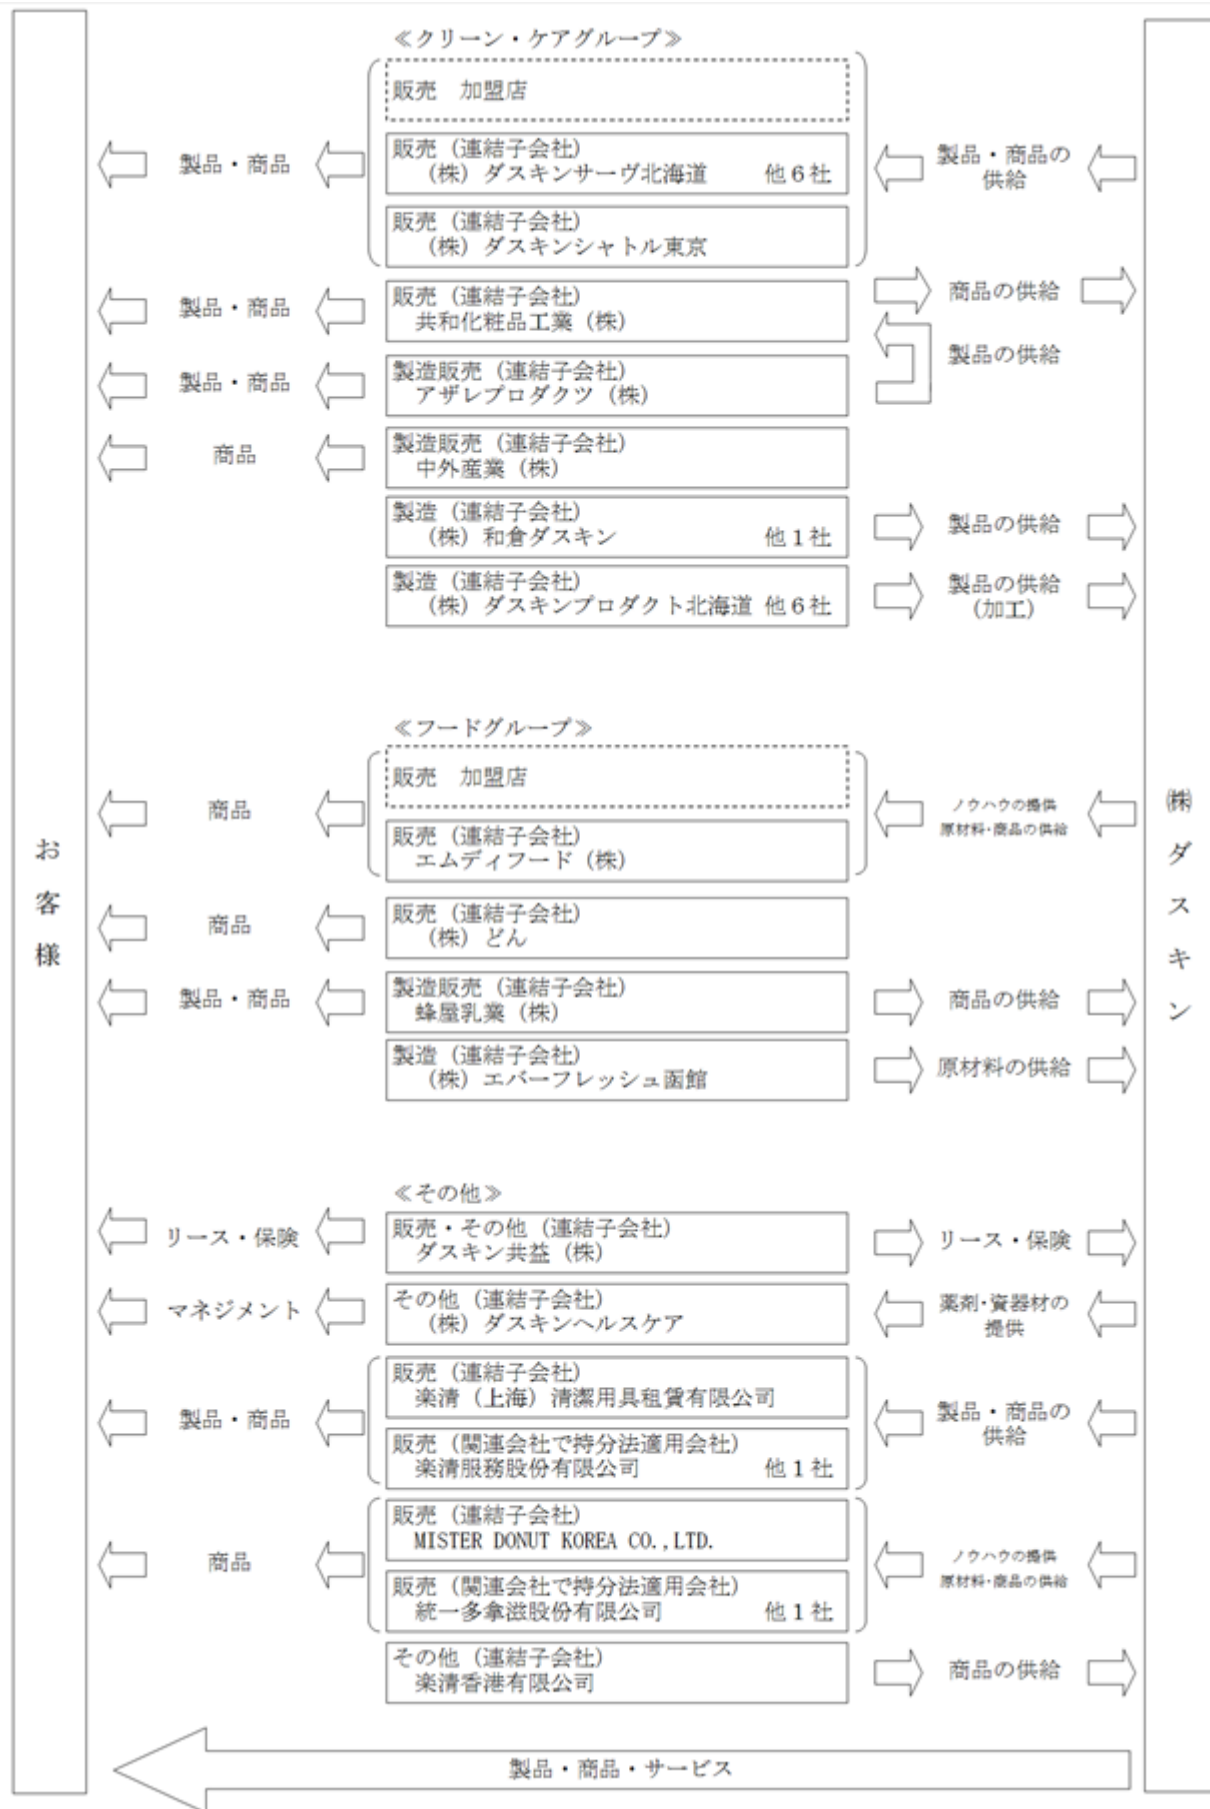 ≪クリーン・ケアグループ≫
販売 加盟店
販売（連結子会社）
（株）ダスキンサーヴ北海道 他６社
販売（連結子会社）
（株）ダスキンシャトル東京
製品・商品
製品・商品の
供給
販売（連結子会社）
共和化粧品工業（株）
製品・商品
商品の供給
製品の供給
製造販売（連結子会社）
アザレプロダクツ（株）
製品・商品
製造販売（連結子会社）
中外産業（株）
商品
製造（連結子会社）
（株）和倉ダスキン 他１社
製品の供給
製造（連結子会社）
（株）ダスキンプロダクト北海道 他６社
製品の供給
（加工）
≪フードグループ≫
販売 加盟店
販売（連結子会社）
エムディフード（株）
商品
ノウハウの提供
原材料・商品の供給
販売（連結子会社）
（株）どん
商品
製造販売（連結子会社）
蜂屋乳業（株）
製品・商品
商品の供給
製造（連結子会社）
（株）エバーフレッシュ函館
原材料の供給
≪その他≫
販売・その他（連結子会社）
ダスキン共益（株）
リース・保険
リース・保険
その他（連結子会社）
（株）ダスキンヘルスケア
マネジメント
薬剤・資器材の
提供
販売（連結子会社）
楽清（上海）清潔用具租賃有限公司
販売（関連会社で持分法適用会社）
楽清服務股份有限公司 他１社
製品・商品
製品・商品の
供給
販売（連結子会社）
MISTER DONUT KOREA CO.,LTD.
販売（関連会社で持分法適用会社）
統一多拿滋股份有限公司 他１社
商品
ノウハウの提供
原材料・商品の供給
その他（連結子会社）
楽清香港有限公司
商品の供給
製品・商品・サービス
お客様
㈱ダスキン